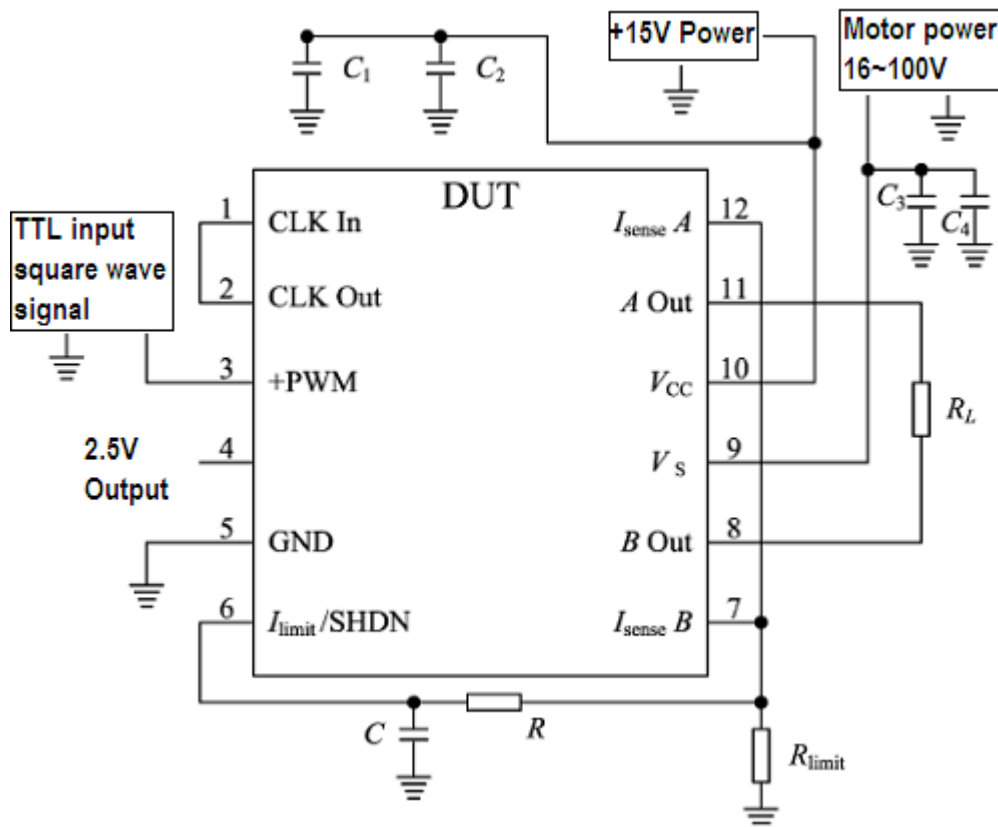 +15V Power
Motor power
16~100V
C1
C2
C3
C4
DUT
TTL input
square wave
signal
1
CLK In
Isense A
12
2
CLK Out
A Out
11
3
+PWM
VCC
10
RL
2.5V
Output
4
VS
9
5
GND
B Out
8
6
Ilimit/SHDN
Isense B
7
C
R
Rlimit